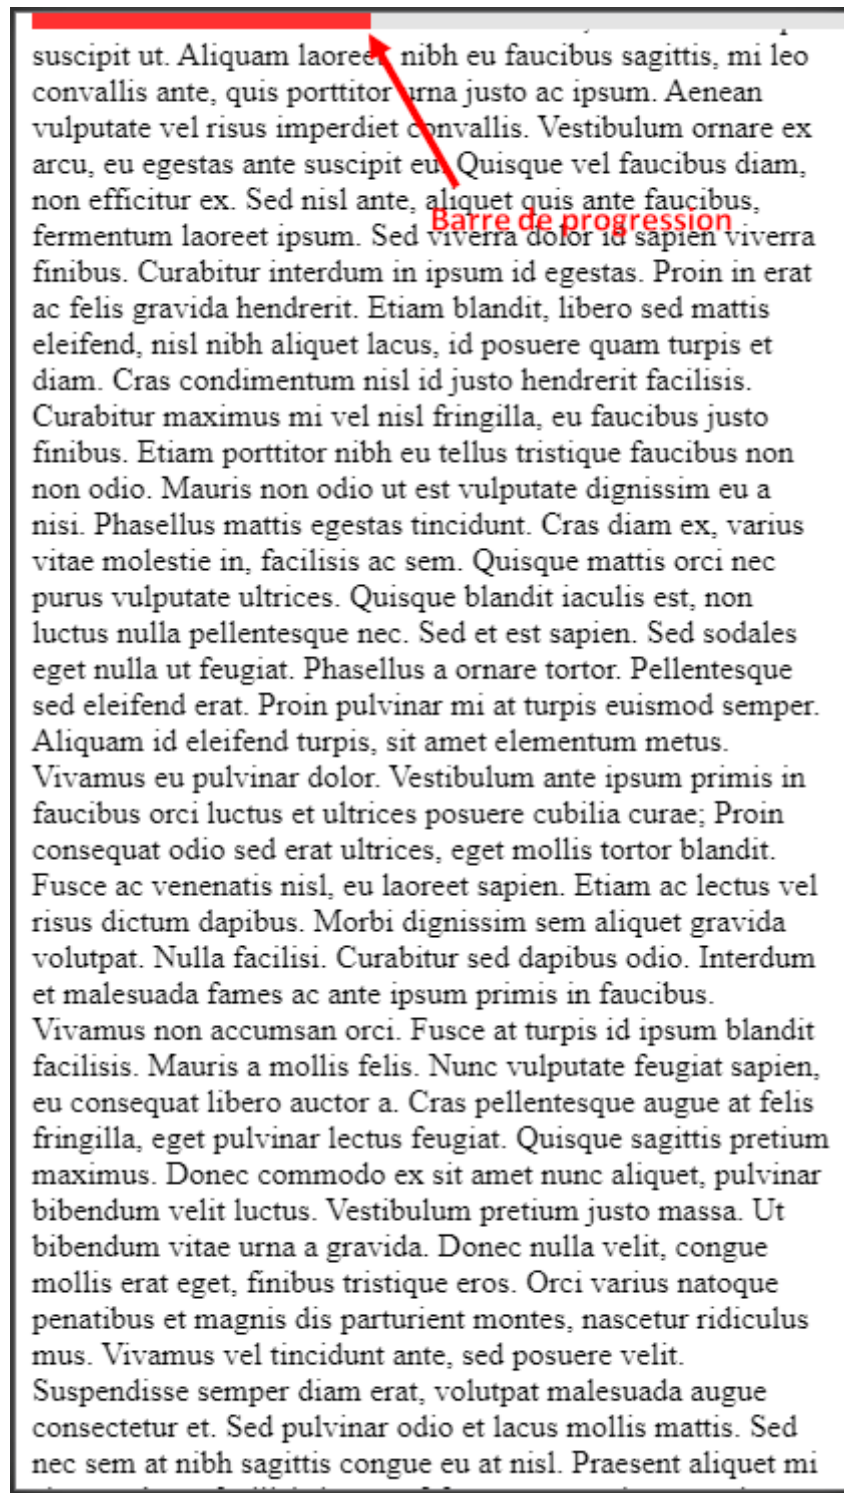 suscipit ut. Aliquam laoreet, nibh eu faucibus sagittis, mi leo
convallis ante, quis porttitor urna justo ac ipsum. Aenean
vulputate vel risus imperdiet convallis. Vestibulum ornare ex
arcu, eu egestas ante suscipit eu. Quisque vel faucibus diam,
non efficitur ex. Sed nisl ante, aliquet quis ante faucibus,
Barre de progression
fermentum laoreet ipsum. Sed viverra dolor id sapien viverra
finibus. Curabitur interdum in ipsum id egestas. Proin in erat
ac felis gravida hendrerit. Etiam blandit, libero sed mattis
eleifend, nisl nibh aliquet lacus, id posuere quam turpis et
diam. Cras condimentum nisl id justo hendrerit facilisis.
Curabitur maximus mi vel nisl fringilla, eu faucibus justo
finibus. Etiam porttitor nibh eu tellus tristique faucibus non
non odio. Mauris non odio ut est vulputate dignissim eu a
nisi. Phasellus mattis egestas tincidunt. Cras diam ex, varius
vitae molestie in, facilisis ac sem. Quisque mattis orci nec
purus vulputate ultrices. Quisque blandit iaculis est, non
luctus nulla pellentesque nec. Sed et est sapien. Sed sodales
eget nulla ut feugiat. Phasellus a ornare tortor. Pellentesque
sed eleifend erat. Proin pulvinar mi at turpis euismod semper.
Aliquam id eleifend turpis, sit amet elementum metus.
Vivamus eu pulvinar dolor. Vestibulum ante ipsum primis in
faucibus orci luctus et ultrices posuere cubilia curae; Proin
consequat odio sed erat ultrices, eget mollis tortor blandit.
Fusce ac venenatis nisl, eu laoreet sapien. Etiam ac lectus vel
risus dictum dapibus. Morbi dignissim sem aliquet gravida
volutpat. Nulla facilisi. Curabitur sed dapibus odio. Interdum
et malesuada fames ac ante ipsum primis in faucibus.
Vivamus non accumsan orci. Fusce at turpis id ipsum blandit
facilisis. Mauris a mollis felis. Nunc vulputate feugiat sapien,
eu consequat libero auctor a. Cras pellentesque augue at felis
fringilla, eget pulvinar lectus feugiat. Quisque sagittis pretium
maximus. Donec commodo ex sit amet nunc aliquet, pulvinar
bibendum velit luctus. Vestibulum pretium justo massa. Ut
bibendum vitae urna a gravida. Donec nulla velit, congue
mollis erat eget, finibus tristique eros. Orci varius natoque
penatibus et magnis dis parturient montes, nascetur ridiculus
mus. Vivamus vel tincidunt ante, sed posuere velit.
Suspendisse semper diam erat, volutpat malesuada augue
consectetur et. Sed pulvinar odio et lacus mollis mattis. Sed
nec sem at nibh sagittis congue eu at nisl. Praesent aliquet mi